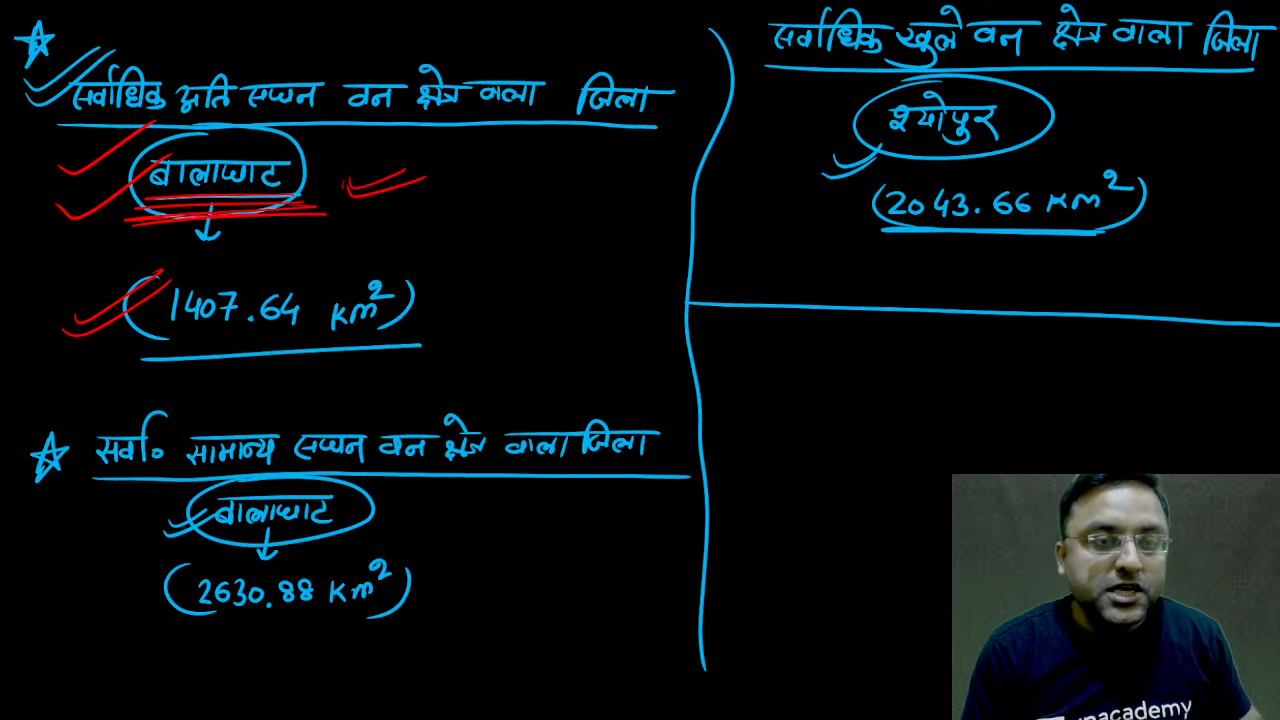 सर्वाधिक अति सघन वन क्षेत्र वाला जिला
बालाघाट
(1407.64 km²)
सर्वा० सामान्य सघन वन क्षेत्र वाला जिला
बालाघाट
(2630.88 km²)
सर्वाधिक खुले वन क्षेत्र वाला जिला
श्योपुर
(2043.66 km²)
unacademy